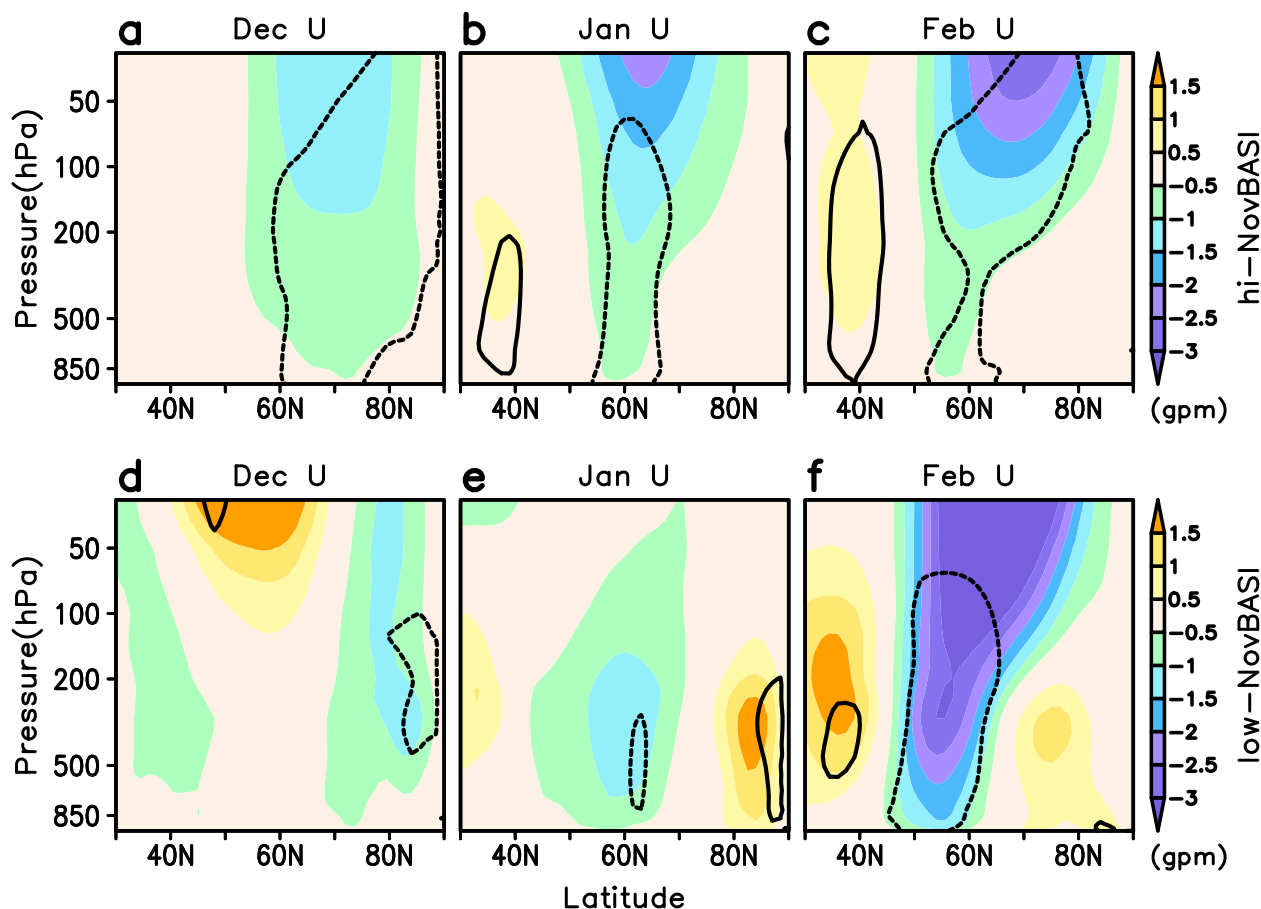 a Dec U
b Jan U
c Feb U
Pressure(hPa)
50
100
200
500
850
40N 60N 80N
40N 60N 80N
40N 60N 80N
1.5
1
0.5
−0.5
−1
−1.5
−2
−2.5
−3
(gpm)
hi−NovBASI
d Dec U
e Jan U
f Feb U
Pressure(hPa)
50
100
200
500
850
40N 60N 80N
40N 60N 80N
40N 60N 80N
1.5
1
0.5
−0.5
−1
−1.5
−2
−2.5
−3
(gpm)
low−NovBASI
Latitude